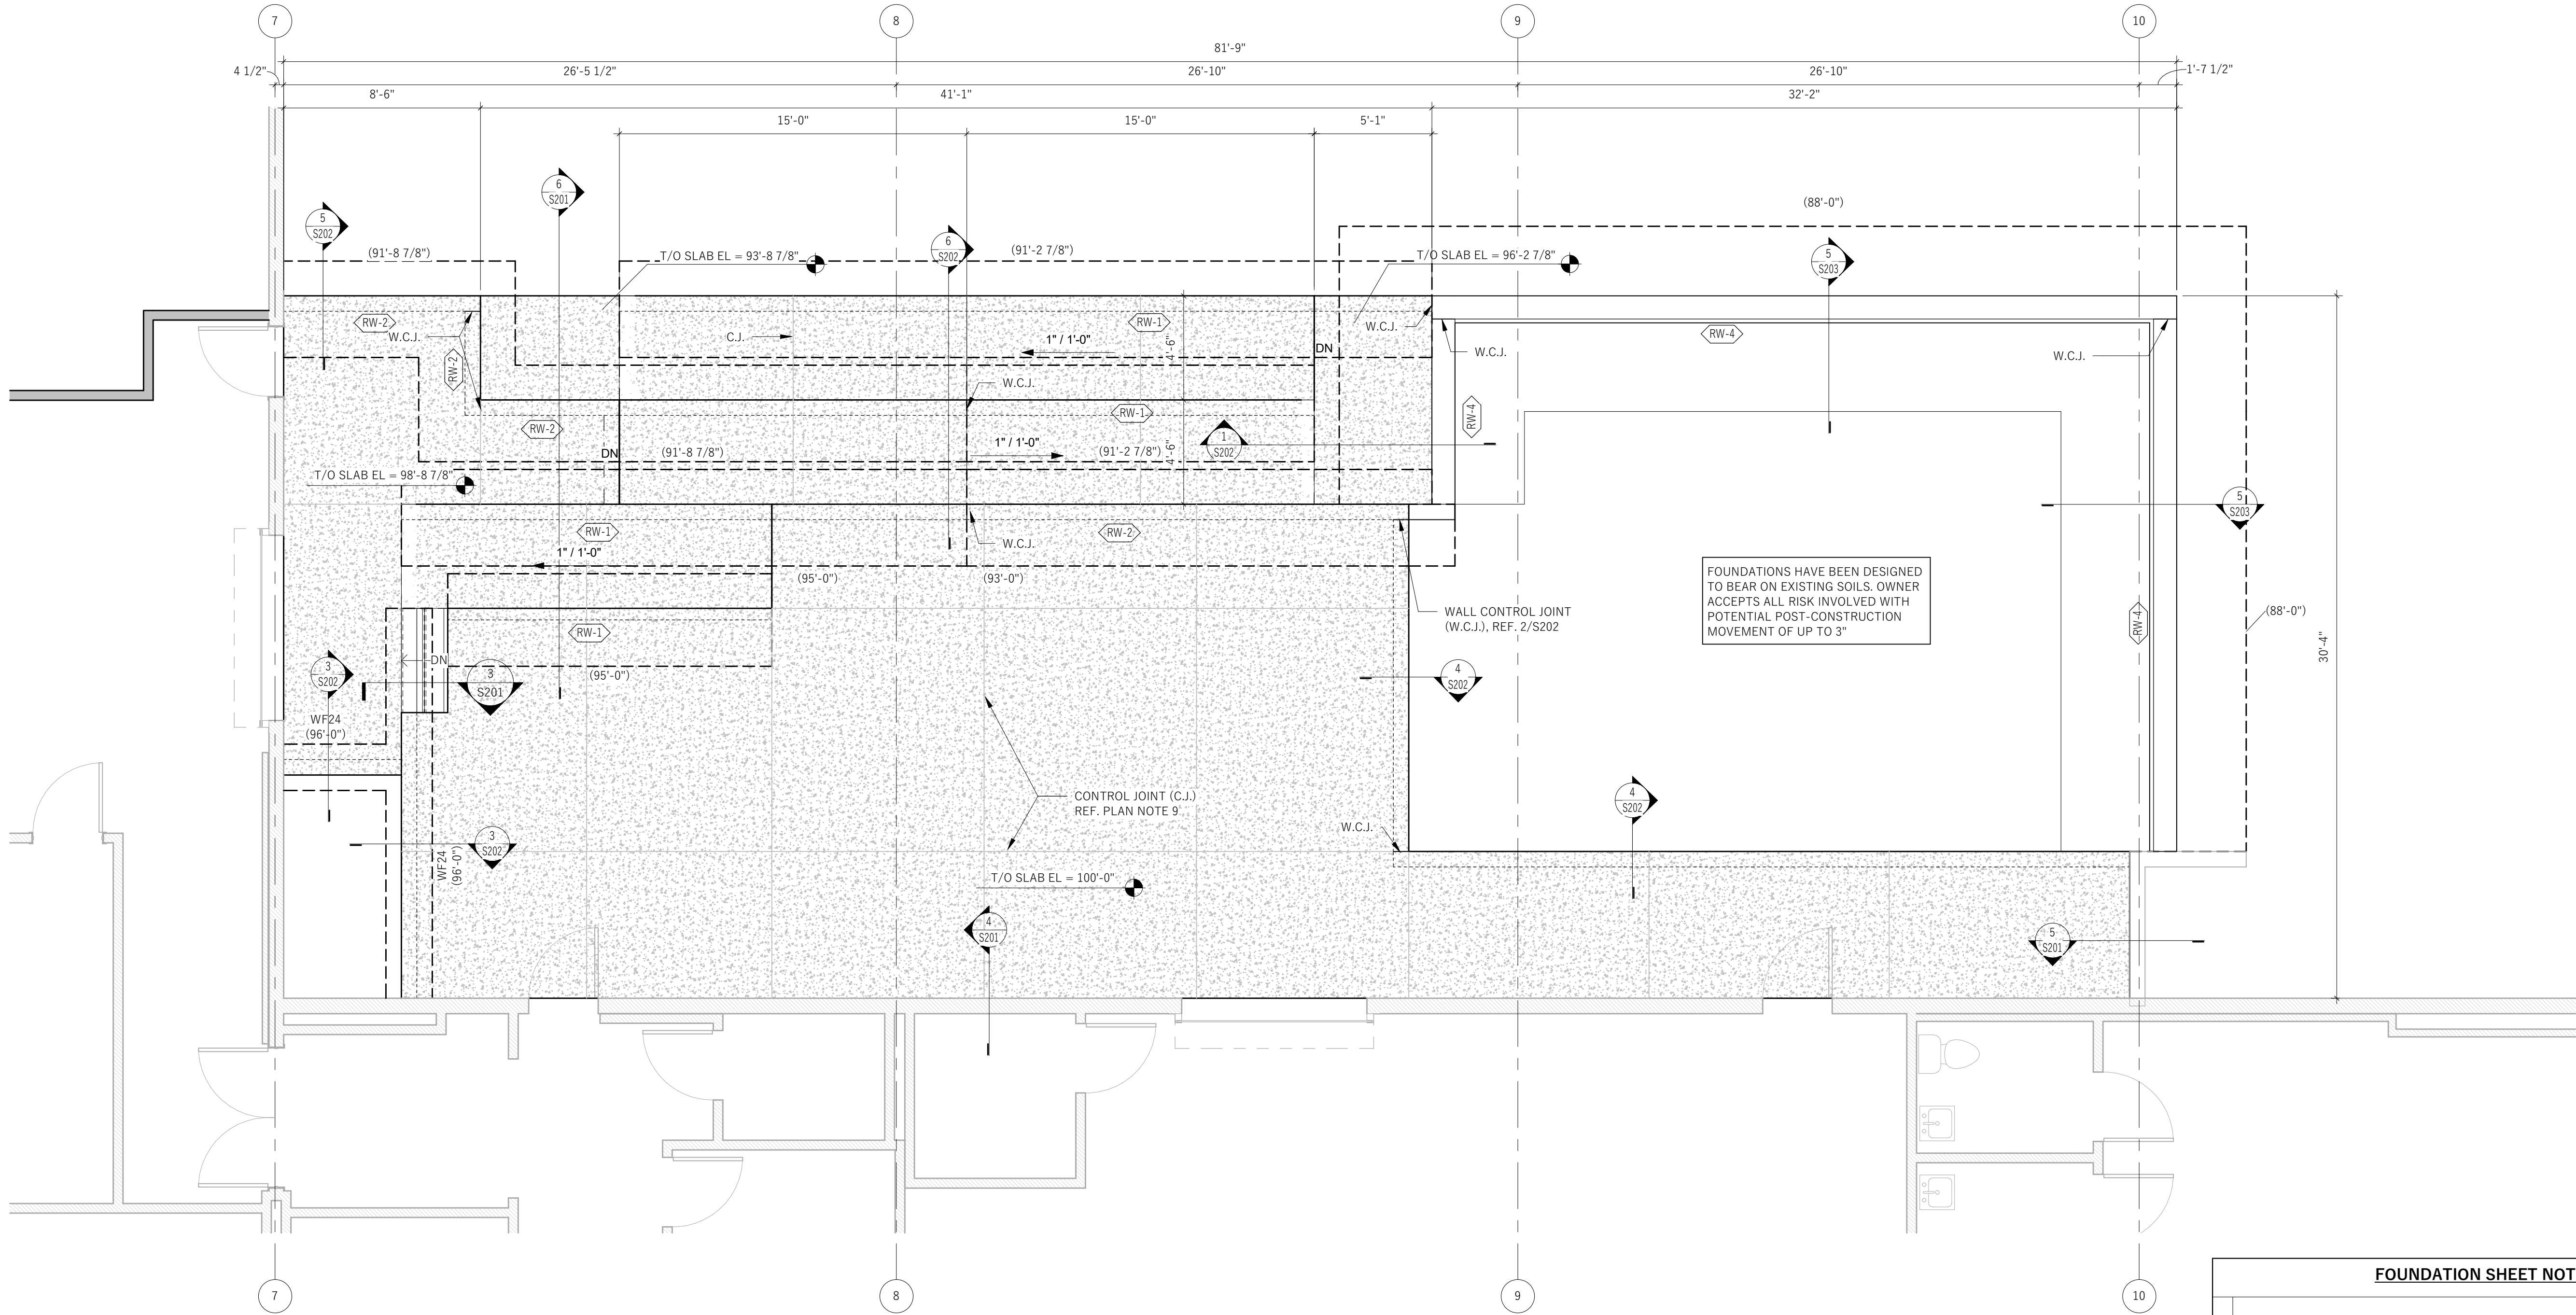 7
8
9
10
81'-9"
4 1/2"
26'-5 1/2"
26'-10"
26'-10"
1'-7 1/2"
8'-6"
41'-1"
32'-2"
15'-0"
15'-0"
5'-1"
6
S201
5
S202
6
S202
5
S203
(88'-0")
(91'-8 7/8")
T/O SLAB EL = 93'-8 7/8"
(91'-2 7/8")
T/O SLAB EL = 96'-2 7/8"
RW-2
W.C.J.
RW-2
C.J.
RW-1
1" / 1'-0"
4'-6"
DN
W.C.J.
W.C.J.
RW-4
W.C.J.
W.C.J.
RW-2
RW-1
RW-4
1
S202
1" / 1'-0"
DN
(91'-8 7/8")
(91'-2 7/8")
4'-6"
T/O SLAB EL = 98'-8 7/8"
5
S203
RW-1
1" / 1'-0"
W.C.J.
RW-2
(95'-0")
(93'-0")
FOUNDATIONS HAVE BEEN DESIGNED
TO BEAR ON EXISTING SOILS. OWNER
ACCEPTS ALL RISK INVOLVED WITH
POTENTIAL POST-CONSTRUCTION
MOVEMENT OF UP TO 3"
WALL CONTROL JOINT
(W.C.J.), REF. 2/S202
RW-4
(88'-0")
30'-4"
RW-1
DN
3
S202
3
S201
(95'-0")
4
S202
WF24
(96'-0")
CONTROL JOINT (C.J.)
REF. PLAN NOTE 9
4
S202
W.C.J.
3
S202
WF24
(96'-0")
T/O SLAB EL = 100'-0"
4
S201
5
S201
FOUNDATION SHEET NOT
7
8
9
10